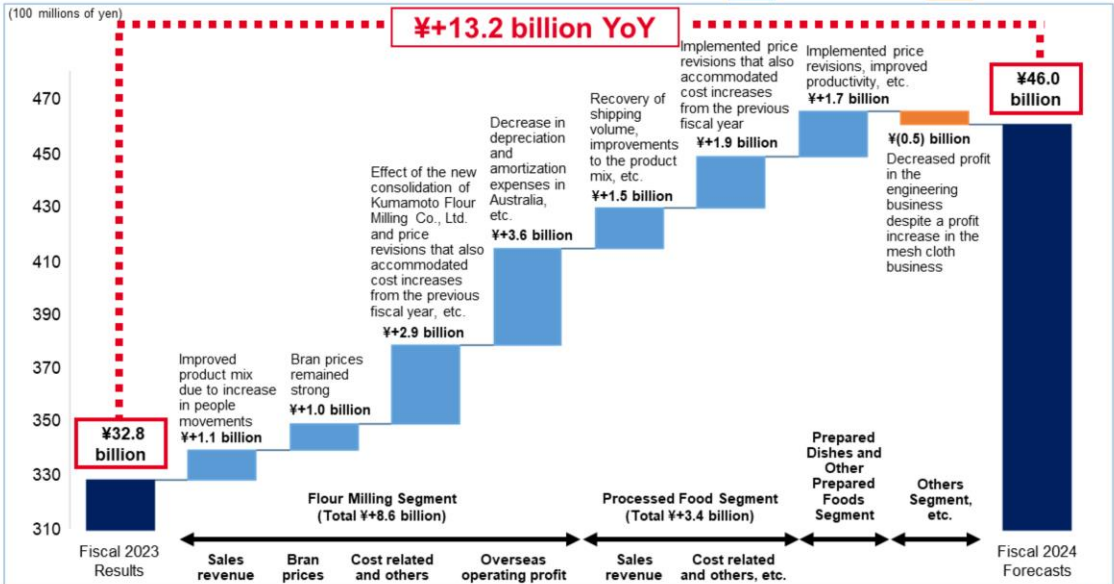 (100 millions of yen)
¥+13.2 billion YoY
470
450
430
410
390
370
350
330
310
¥32.8
billion
Fiscal 2023
Results
Improved
product mix
due to increase
in people
movements
¥+1.1 billion
Bran prices
remained
strong
¥+1.0 billion
Effect of the new
consolidation of
Kumamoto Flour
Milling Co., Ltd.
and price
revisions that also
accommodated
cost increases
from the previous
fiscal year, etc.
¥+2.9 billion
Decrease in
depreciation
and
amortization
expenses in
Australia,
etc.
¥+3.6 billion
Recovery of
shipping
volume,
improvements
to the product
mix, etc.
¥+1.5 billion
Implemented price
revisions that also
accommodated
cost increases
from the previous
fiscal year
¥+1.9 billion
Implemented price
revisions, improved
productivity, etc.
¥+1.7 billion
¥(0.5) billion
Decreased profit
in the
engineering
business
despite a profit
increase in the
mesh cloth
business
¥46.0
billion
Flour Milling Segment
(Total ¥+8.6 billion)
Processed Food Segment
(Total ¥+3.4 billion)
Prepared
Dishes and
Other
Prepared
Foods
Segment
Others
Segment,
etc.
Sales
revenue
Bran
prices
Cost related
and others
Overseas
operating profit
Sales
revenue
Cost related
and others, etc.
Fiscal 2024
Forecasts